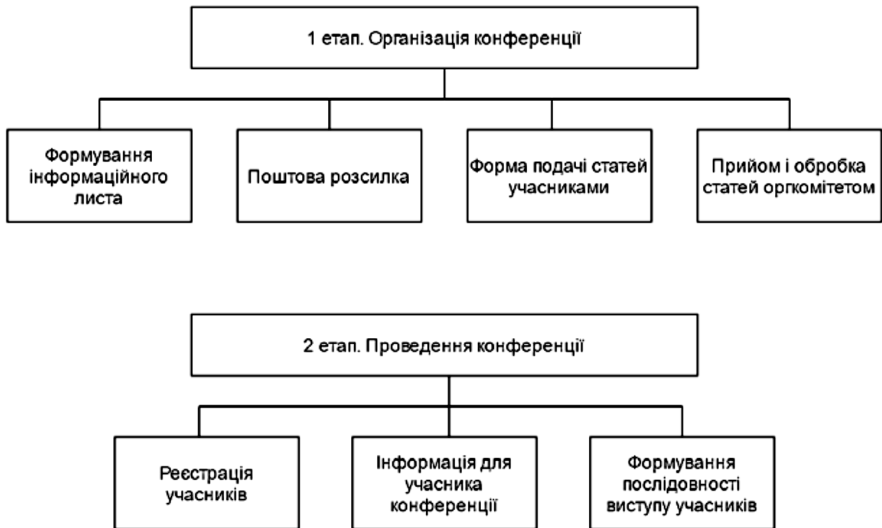 1 етап. Організація конференції
Формування
інформаційного
листа
Поштова розсилка
Форма подачі статей
учасниками
Прийом і обробка
статей оргкомітетом
2 етап. Проведення конференції
Реєстрація
учасників
Інформація для
учасника
конференції
Формування
послідовності
виступу учасників